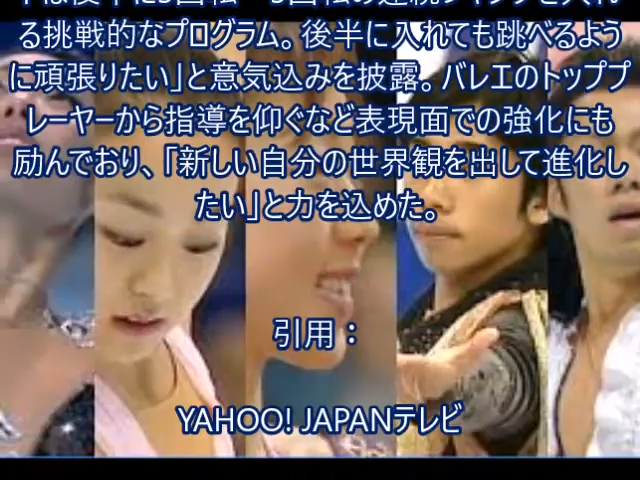 る挑戦的なプログラム。後半に入れても跳べるよう
に頑張りたい」と意気込みを披露。バレエのトッププ
レーヤーから指導を仰ぐなど表現面での強化にも
励んでおり、「新しい自分の世界観を出して進化し
たい」と力を込めた。
引用：
YAHOO! JAPANテレビ